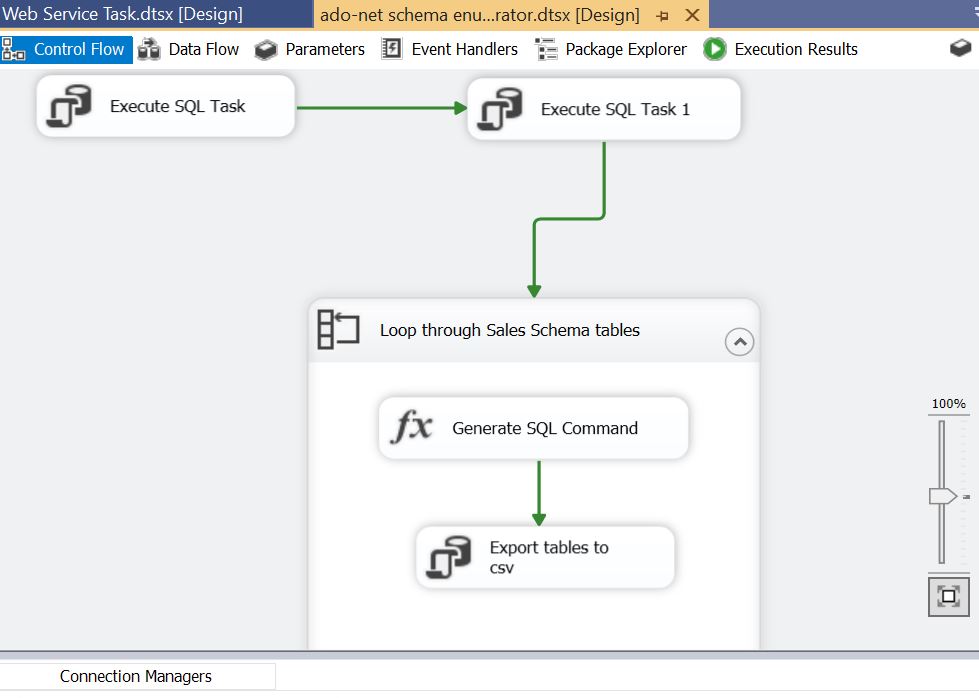 Web Service Task.dtsx [Design]
ado-net schema enu...rator.dtsx [Design]
Control Flow
Data Flow
Parameters
Event Handlers
Package Explorer
Execution Results
Execute SQL Task
Execute SQL Task 1
Loop through Sales Schema tables
fx
Generate SQL Command
Export tables to
csv
100%
Connection Managers